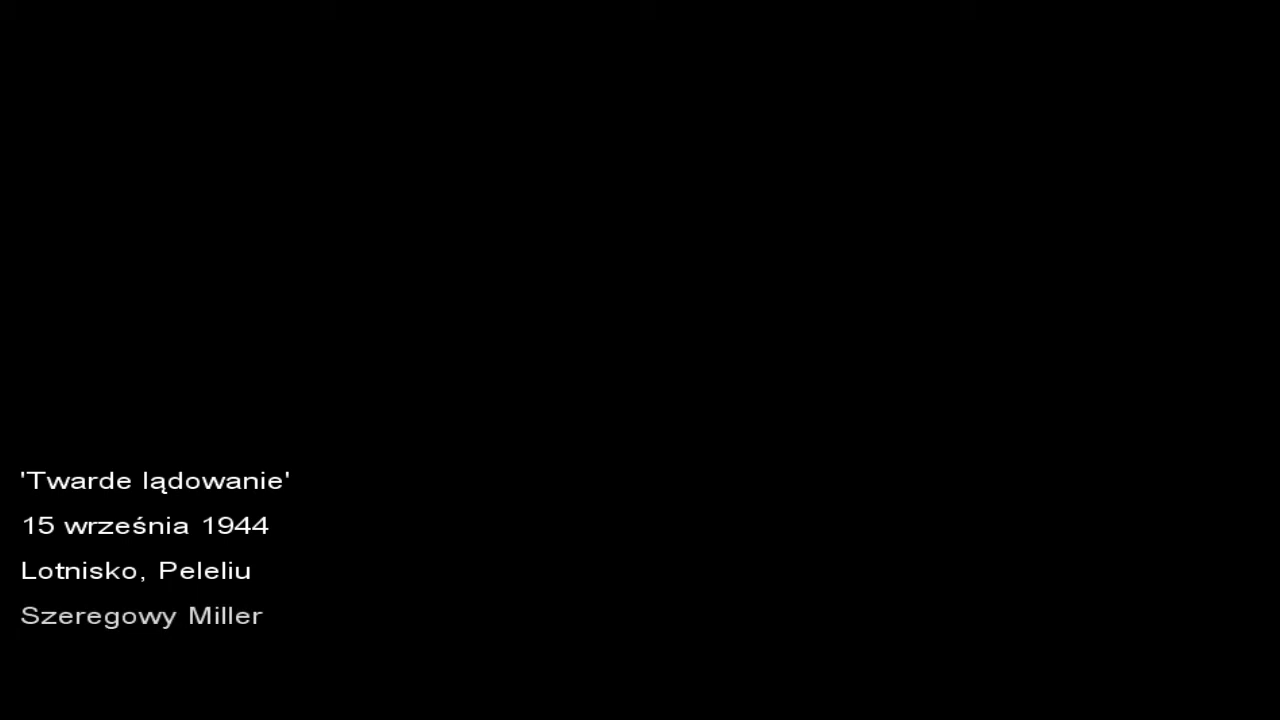 'Twarde lądowanie'
15 września 1944
Lotnisko, Peleliu
Szeregowy Miller